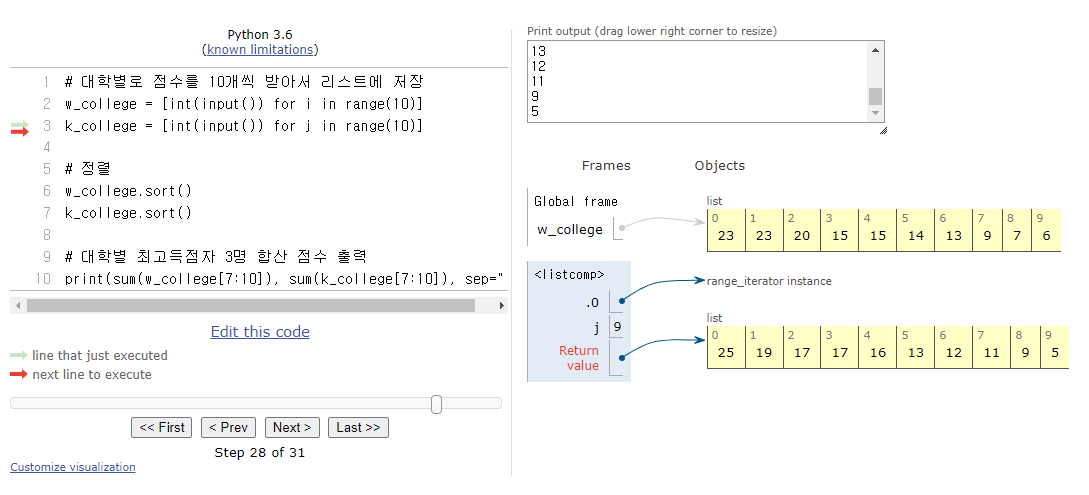 Python 3.6
(known limitations)
1 # 대학별로 점수를 10개씩 받아서 리스트에 저장
2 w_college = [int(input()) for i in range(10)]
3 k_college = [int(input()) for j in range(10)]
4
5 # 정렬
6 w_college.sort()
7 k_college.sort()
8
9 # 대학별 최고득점자 3명 합산 점수 출력
10 print(sum(w_college[7:10]), sum(k_college[7:10]), sep="
Edit this code
line that just executed
next line to execute
<< First < Prev Next > Last >>
Step 28 of 31
Customize visualization
Print output (drag lower right corner to resize)
13
12
11
9
5
Frames Objects
Global frame
w_college
list
0 1 2 3 4 5 6 7 8 9
23 23 20 15 15 14 13 9 7 6
<listcomp>
.0
range_iterator instance
j 9
Return
value
list
0 1 2 3 4 5 6 7 8 9
25 19 17 17 16 13 12 11 9 5